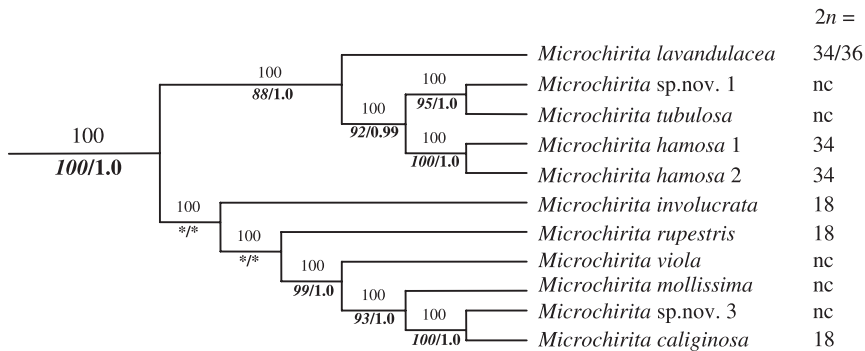 2n =
100 Microchirita lavandulacea 34/36
88/1.0 100 Microchirita sp.nov. 1 nc
100 95/1.0 Microchirita tubulosa nc
100 92/0.99 100 Microchirita hamosa 1 34
100/1.0 100/1.0 Microchirita hamosa 2 34
100 Microchirita involucrata 18
*/* 100 Microchirita rupestris 18
*/* 100 Microchirita viola nc
99/1.0 100 Microchirita mollissima nc
93/1.0 100 Microchirita sp.nov. 3 nc
100/1.0 Microchirita caliginosa 18